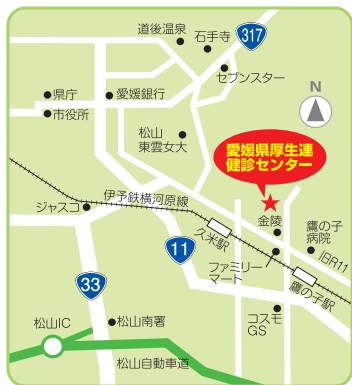 道後温泉
石手寺
317
セブンスター
N
県庁
愛媛銀行
市役所
松山
東雲女大
愛媛県厚生連
健診センター
伊予鉄横河原線
ジャスコ
金陵
鷹の子
病院
久米駅
旧R11
11
ファミリー
マート
鷹の子駅
33
コスモ
GS
松山IC
松山南署
松山自動車道